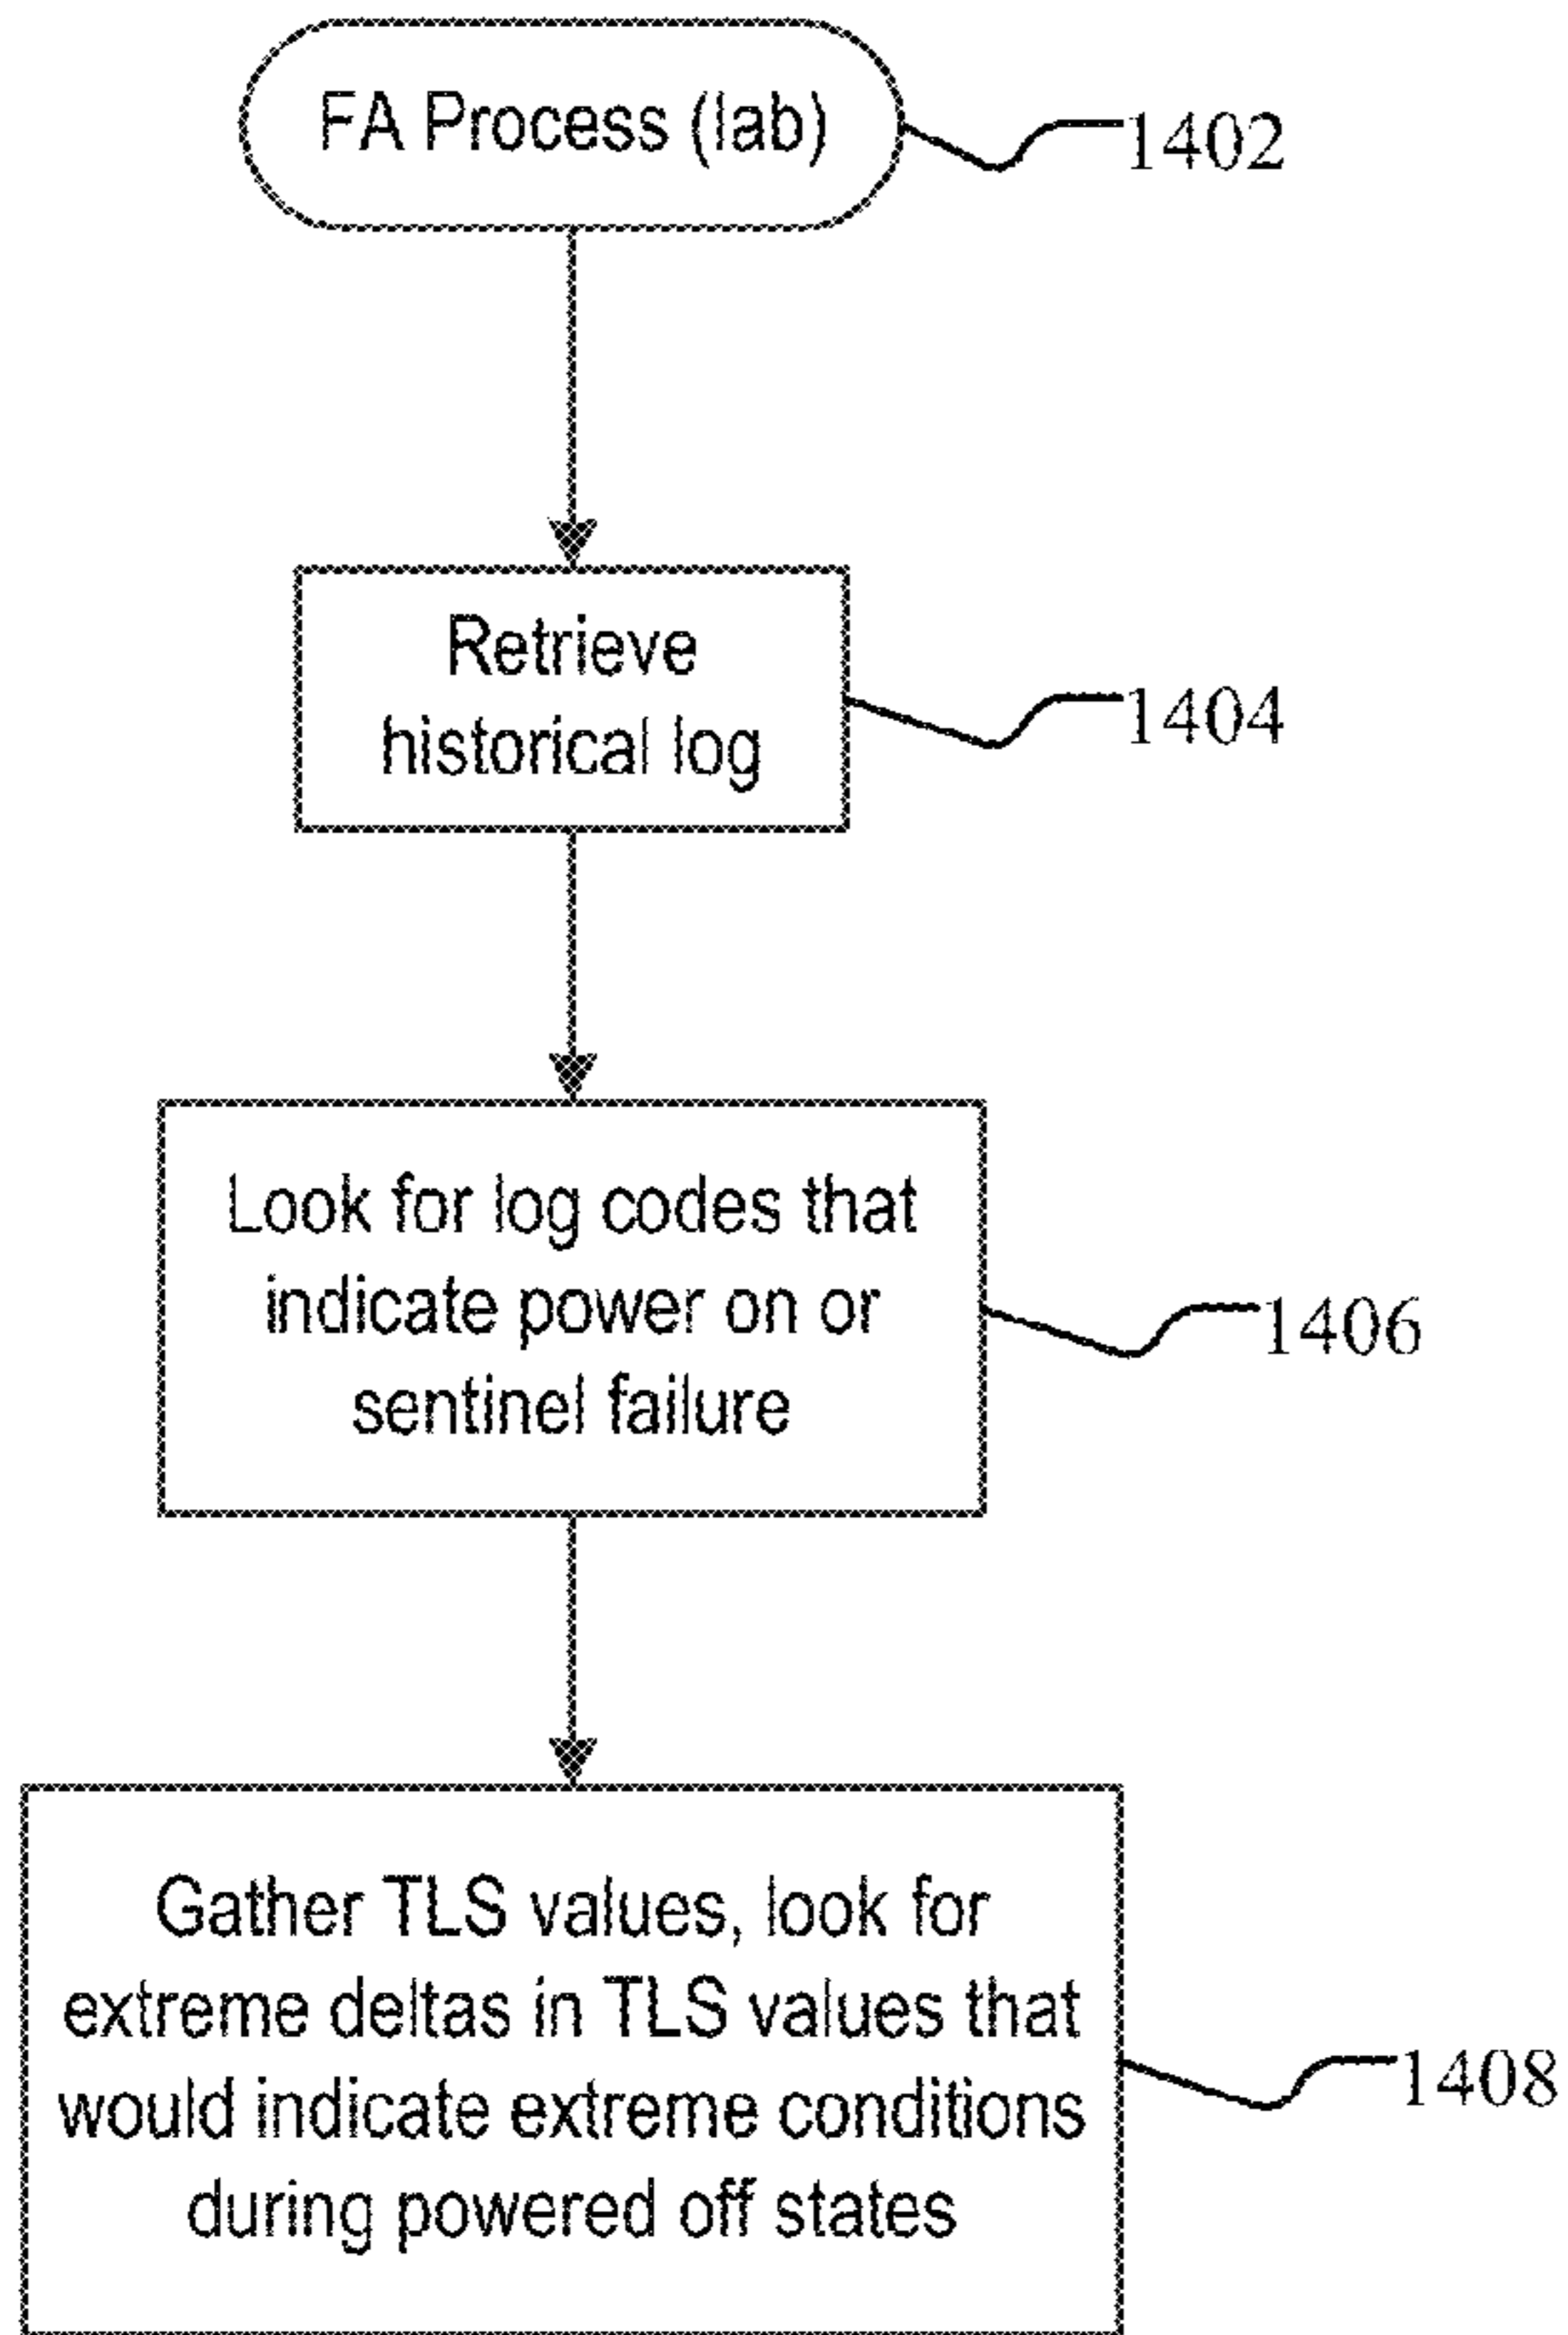 FA Process (lab)
1402
Retrieve
historical log
1404
Look for log codes that
indicate power on or
sentinel failure
1406
Gather TLS values, look for
extreme deltas in TLS values that
would indicate extreme conditions
during powered off states
1408